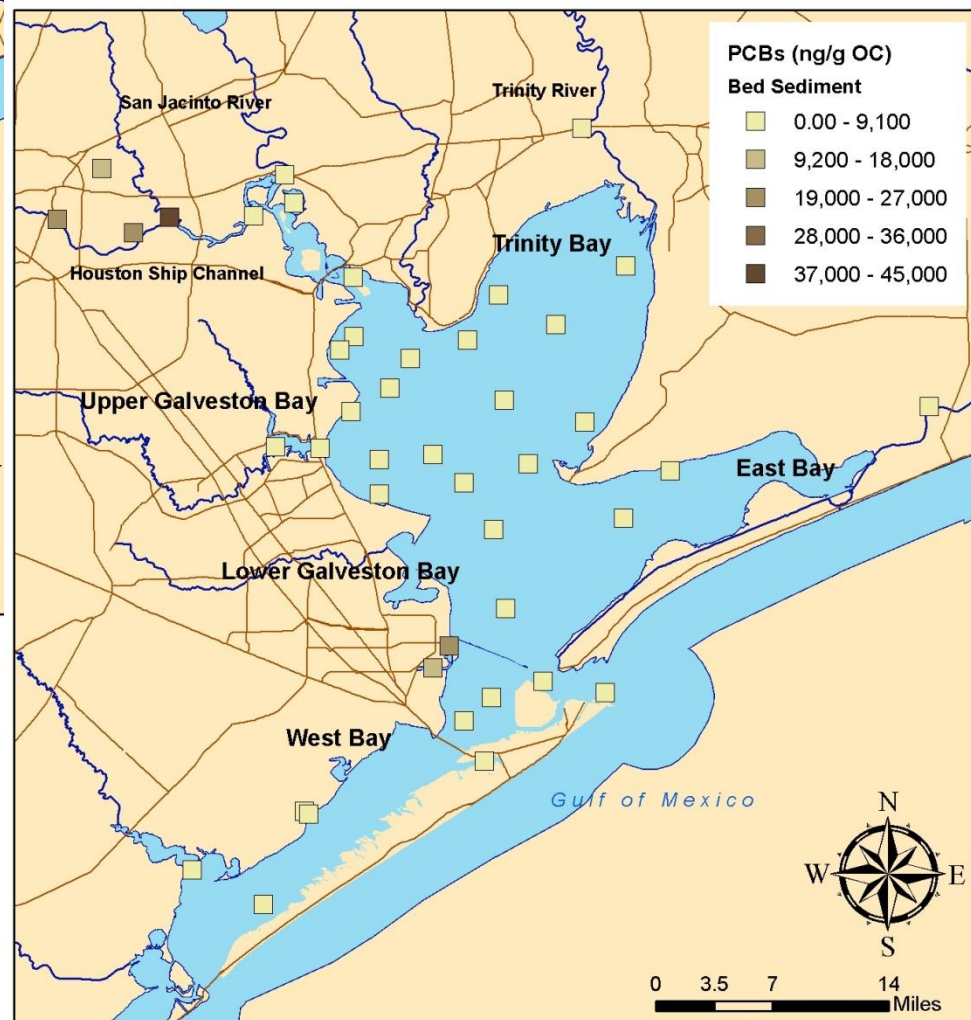 PCBs (ng/g OC)
Bed Sediment
0.00 - 9,100
9,200 - 18,000
19,000 - 27,000
28,000 - 36,000
37,000 - 45,000
San Jacinto River
Trinity River
Trinity Bay
Houston Ship Channel
Upper Galveston Bay
East Bay
Lower Galveston Bay
West Bay
Gulf of Mexico
N
W
E
S
0 3.5 7 14
Miles